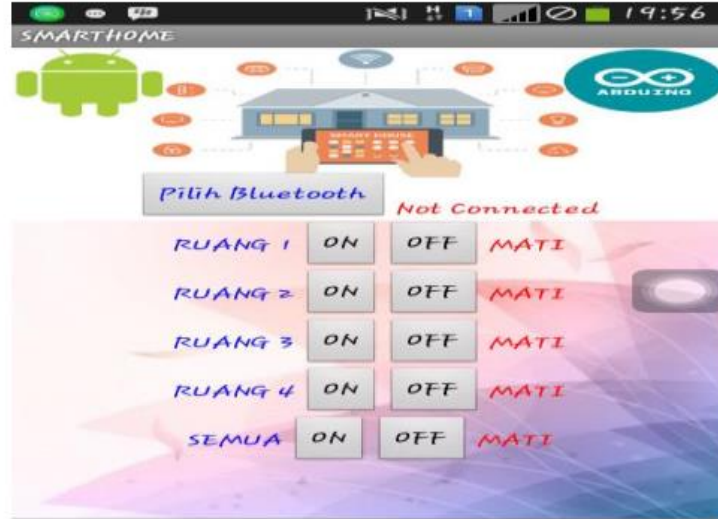 19:56
SMARTHOME
ARDUINO
SMART HOUSE
Pilih Bluetooth
Not Connected
RUANG 1 ON OFF MATI
RUANG 2 ON OFF MATI
RUANG 3 ON OFF MATI
RUANG 4 ON OFF MATI
SEMUA ON OFF MATI